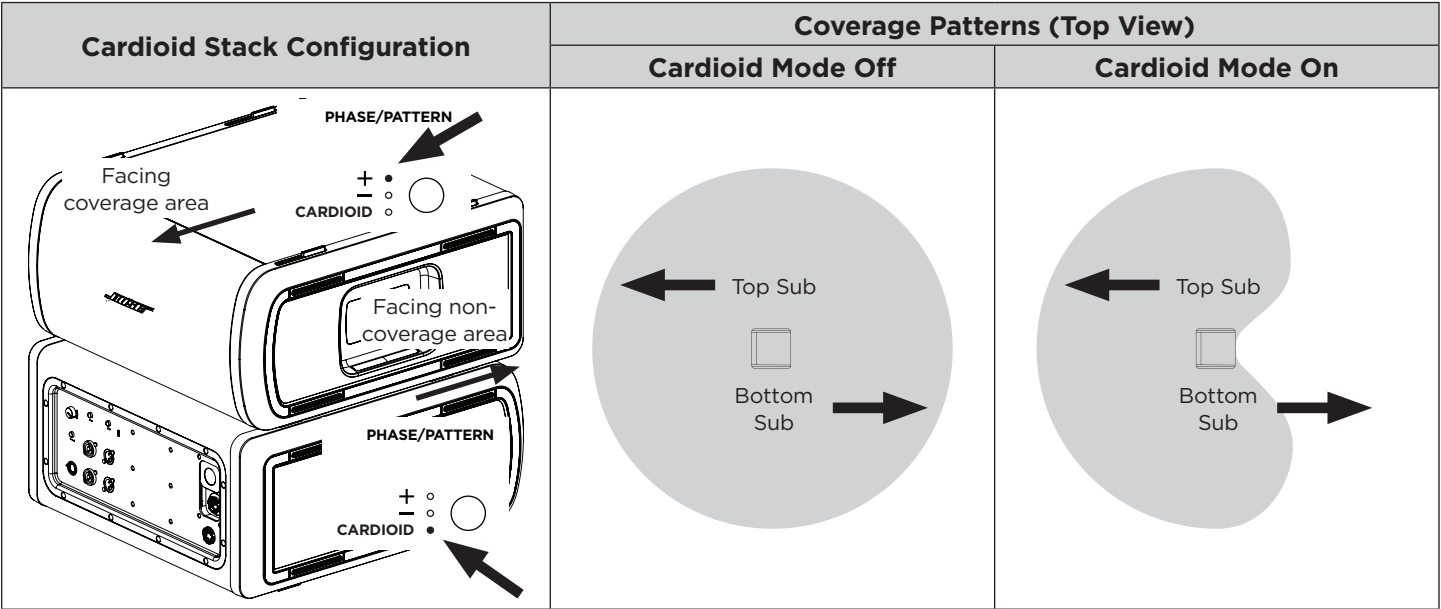 Cardioid Stack Configuration
Coverage Patterns (Top View)
Cardioid Mode Off
Cardioid Mode On
PHASE/PATTERN
+
−
CARDIOID
Facing
coverage area
Facing non-
coverage area
PHASE/PATTERN
+
−
CARDIOID
Top Sub
Bottom
Sub
Top Sub
Bottom
Sub